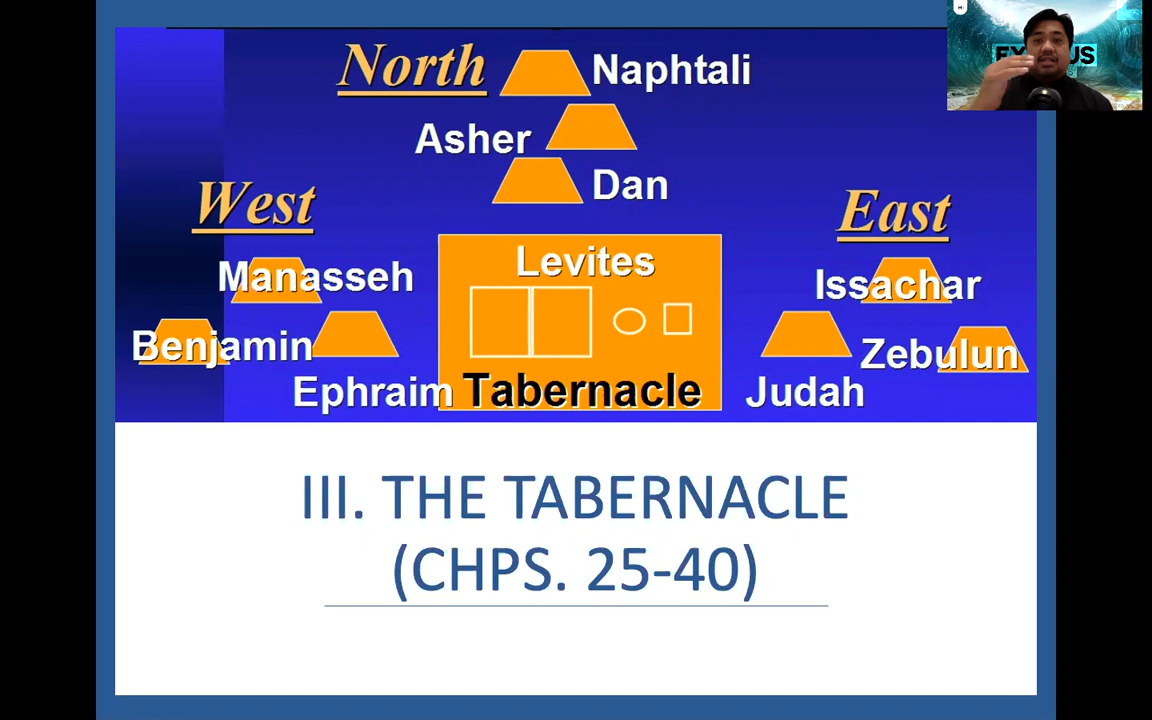 North
Naphtali
Asher
Dan
West
East
Manasseh
Levites
Issachar
Benjamin
Zebulun
Ephraim
Tabernacle
Judah
III. THE TABERNACLE
(CHPS. 25-40)